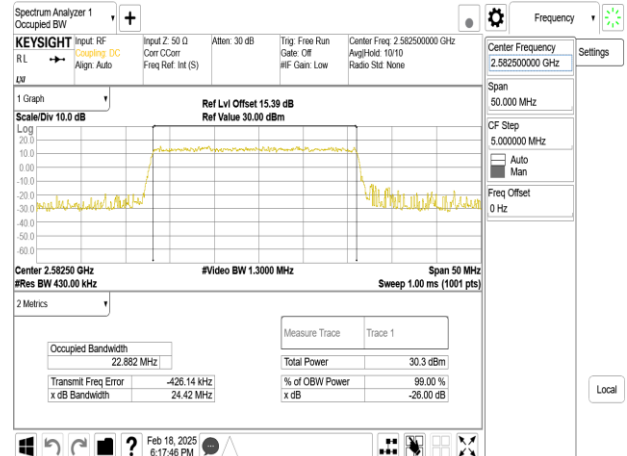 Spectrum Analyzer 1
Occupied BW
+
Frequency
KEYSIGHT
RL
LXI
Input: RF
Coupling: DC
Align: Auto
Input Z: 50 Ω
Corr CCorr
Freq Ref: Int (S)
Atten: 30 dB
Trig: Free Run
Gate: Off
#IF Gain: Low
Center Freq: 2.582500000 GHz
Avg|Hold: 10/10
Radio Std: None
Center Frequency
2.582500000 GHz
Settings
Span
50.000 MHz
CF Step
5.000000 MHz
Auto
Man
Freq Offset
0 Hz
Local
1 Graph
Scale/Div 10.0 dB
Ref Lvl Offset 15.39 dB
Ref Value 30.00 dBm
Log
20.0
10.0
0.00
-10.0
-20.0
-30.0
-40.0
-50.0
-60.0
Center 2.58250 GHz
#Video BW 1.3000 MHz
Span 50 MHz
#Res BW 430.00 kHz
Sweep 1.00 ms (1001 pts)
2 Metrics
Measure Trace Trace 1
Occupied Bandwidth
22.882 MHz
Total Power 30.3 dBm
Transmit Freq Error -426.14 kHz
% of OBW Power 99.00 %
x dB Bandwidth 24.42 MHz
x dB -26.00 dB
?
Feb 18, 2025
6:17:46 PM